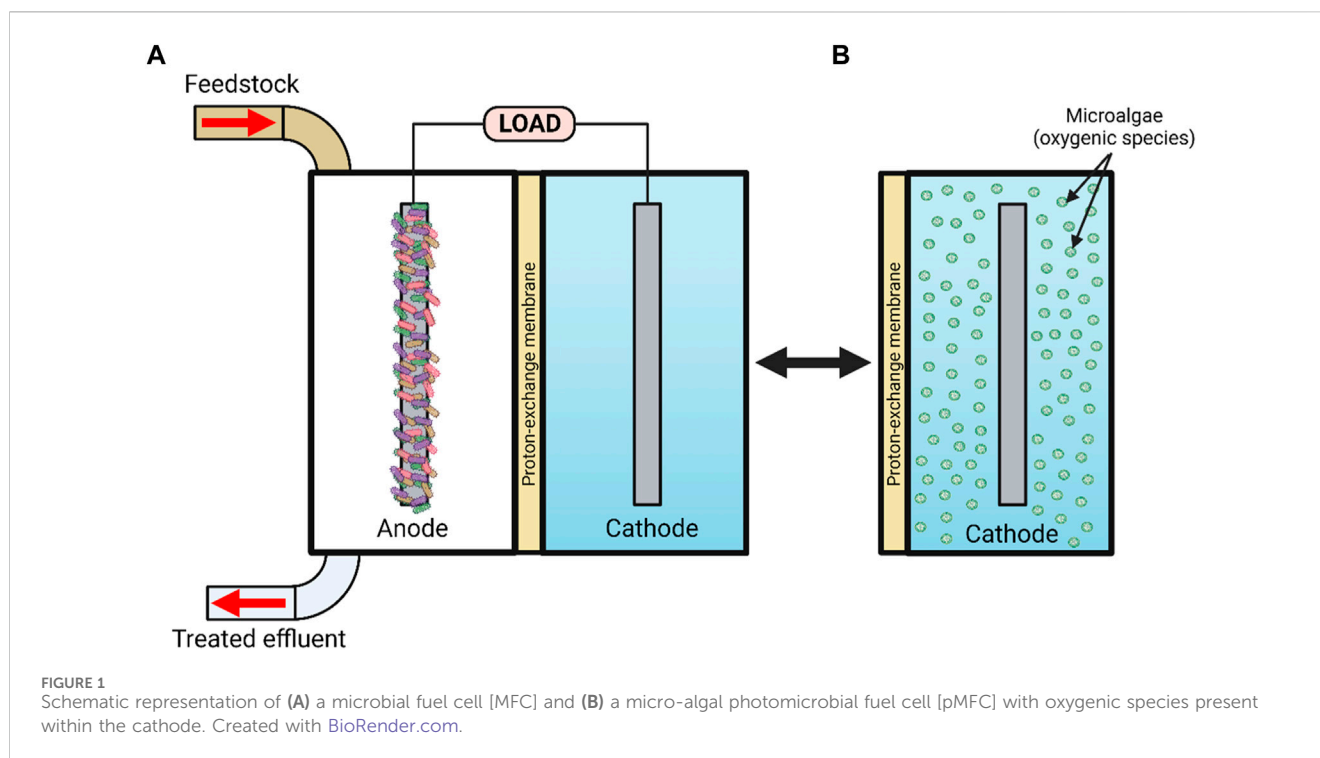 A
B
Feedstock
LOAD
Microalgae
(oxygenic species)
Proton-exchange membrane
Proton-exchange membrane
Anode
Cathode
Cathode
Treated effluent
FIGURE 1
Schematic representation of (A) a microbial fuel cell [MFC] and (B) a micro-algal photomicrobial fuel cell [pMFC] with oxygenic species present
within the cathode. Created with BioRender.com.